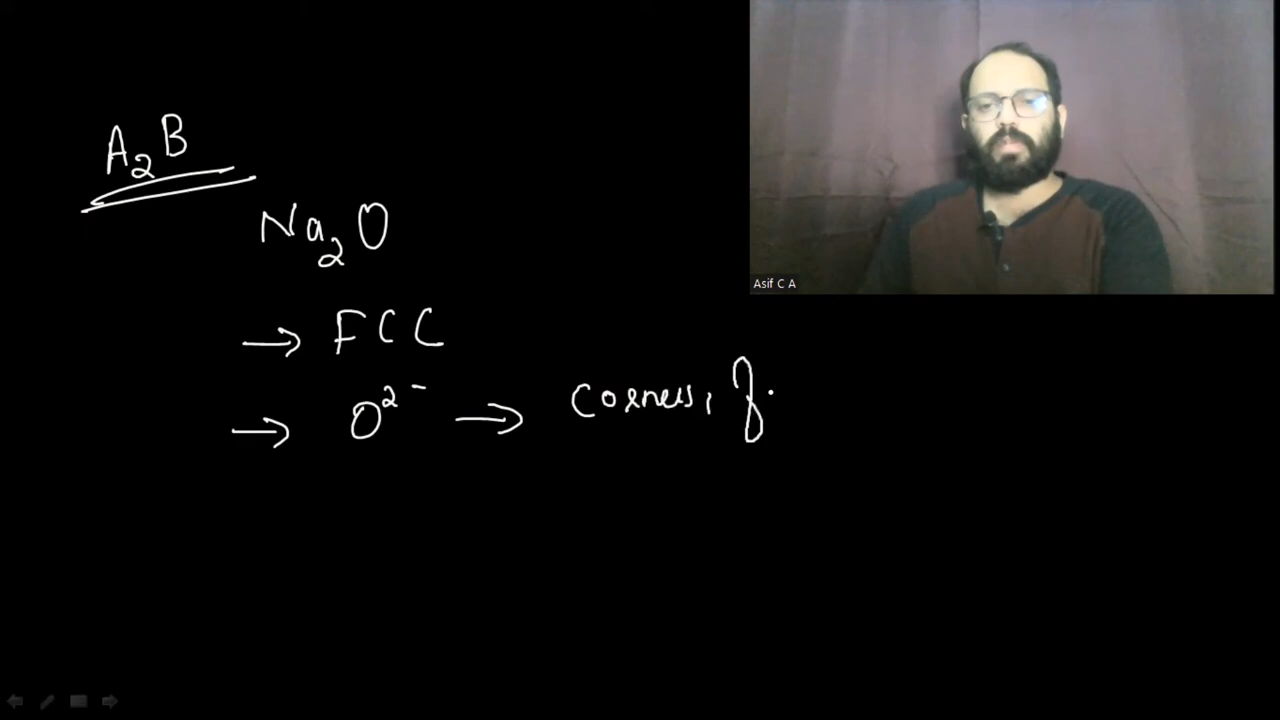 A₂B
Na₂O
→ FCC
→ O²⁻ → Corners, f.
Asif C A